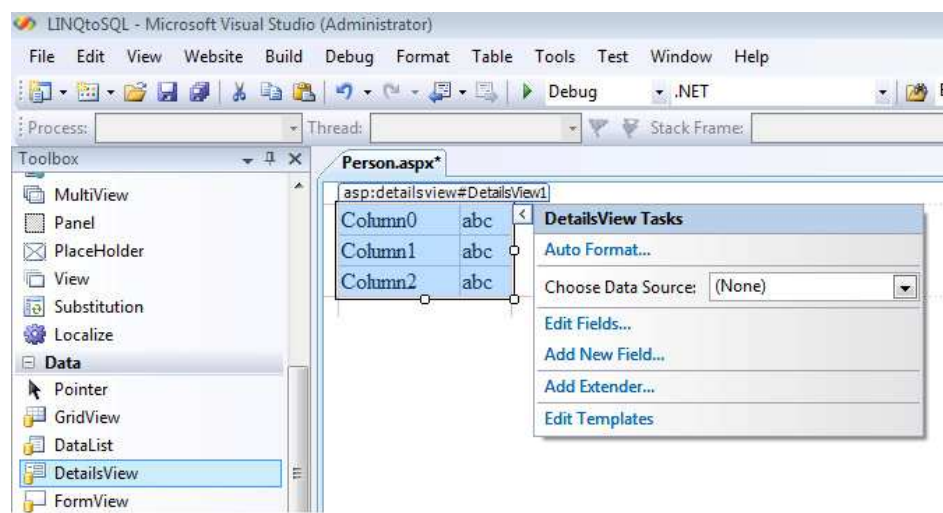 LINQtoSQL - Microsoft Visual Studio (Administrator)
File Edit View Website Build Debug Format Table Tools Test Window Help
Debug .NET
Process: Thread: Stack Frame:
Toolbox
Person.aspx*
MultiView
Panel
PlaceHolder
View
Substitution
Localize
Data
Pointer
GridView
DataList
DetailsView
FormView
asp:detailsview#DetailsView1
Column0 abc
Column1 abc
Column2 abc
DetailsView Tasks
Auto Format...
Choose Data Source: (None)
Edit Fields...
Add New Field...
Add Extender...
Edit Templates